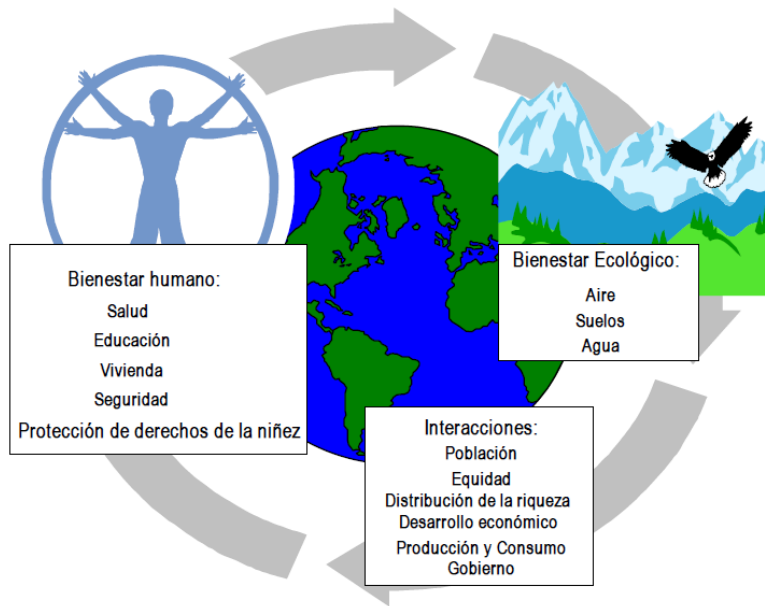 Bienestar humano:
Salud
Educación
Vivienda
Seguridad
Protección de derechos de la niñez
Bienestar Ecológico:
Aire
Suelos
Agua
Interacciones:
Población
Equidad
Distribución de la riqueza
Desarrollo económico
Producción y Consumo
Gobierno